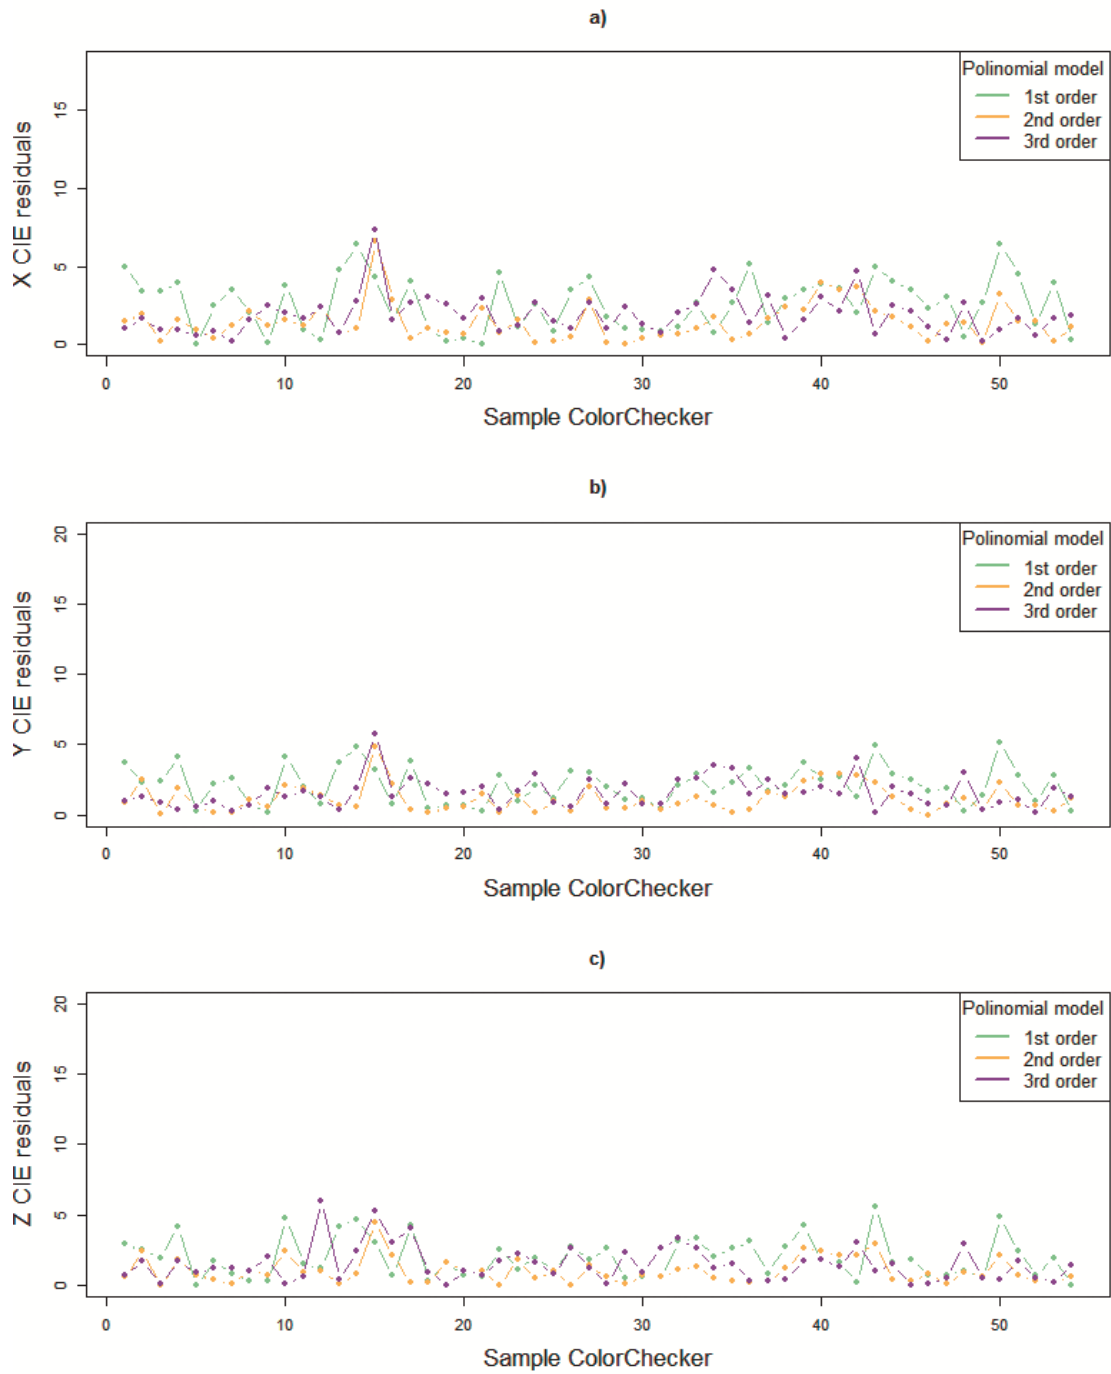 a)
Polinomial model
1st order
2nd order
3rd order
X CIE residuals
15
10
5
0
0 10 20 30 40 50
Sample ColorChecker
b)
Polinomial model
1st order
2nd order
3rd order
Y CIE residuals
20
15
10
5
0
0 10 20 30 40 50
Sample ColorChecker
c)
Polinomial model
1st order
2nd order
3rd order
Z CIE residuals
20
15
10
5
0
0 10 20 30 40 50
Sample ColorChecker